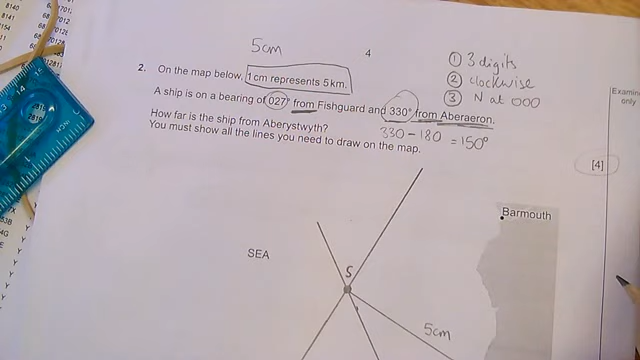 5cm
4
① 3 digits
② clockwise
③ N at 000
2. On the map below, 1 cm represents 5 km.
A ship is on a bearing of 027° from Fishguard and 330° from Aberaeron.
330 - 180 = 150°
How far is the ship from Aberystwyth?
You must show all the lines you need to draw on the map.
[4]
only
Barmouth
SEA
S
5cm